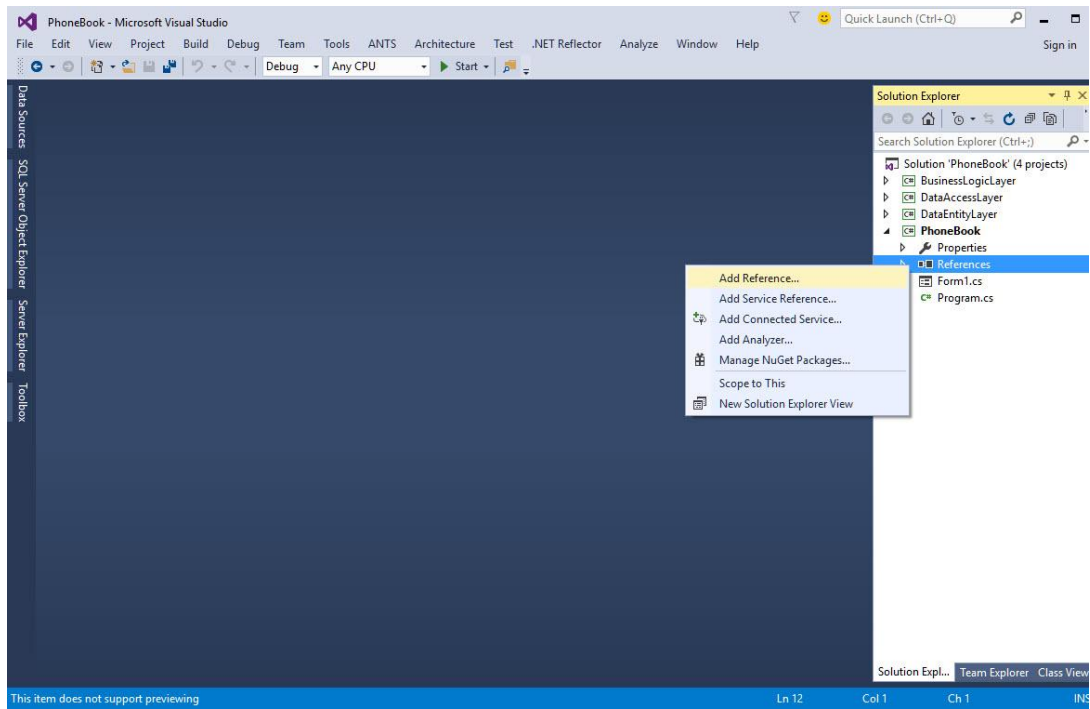 PhoneBook - Microsoft Visual Studio
Quick Launch (Ctrl+Q)
File Edit View Project Build Debug Team Tools ANTS Architecture Test .NET Reflector Analyze Window Help
Sign in
Debug Any CPU Start
Data Sources
SQL Server Object Explorer
Server Explorer
Toolbox
Solution Explorer
Search Solution Explorer (Ctrl+;)
Solution 'PhoneBook' (4 projects)
C# BusinessLogicLayer
C# DataAccessLayer
C# DataEntityLayer
C# PhoneBook
Properties
References
Form1.cs
C# Program.cs
Add Reference...
Add Service Reference...
Add Connected Service...
Add Analyzer...
Manage NuGet Packages...
Scope to This
New Solution Explorer View
Solution Expl... Team Explorer Class View
This item does not support previewing
Ln 12 Col 1 Ch 1 INS